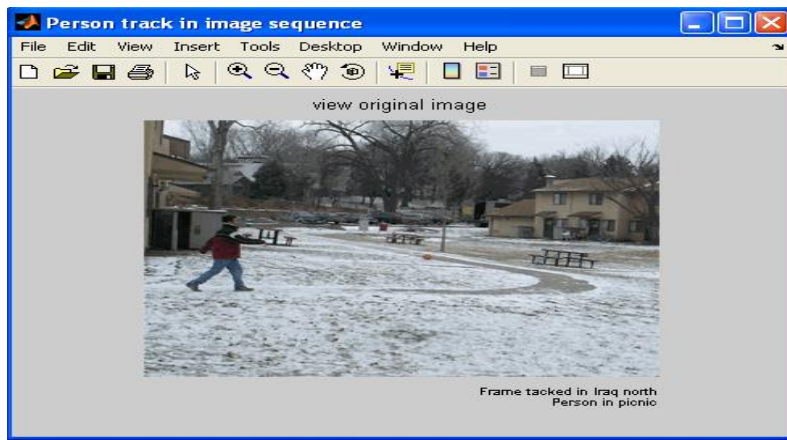 Person track in image sequence
File Edit View Insert Tools Desktop Window Help
view original image
Frame tacked in Iraq north
Person in picnic